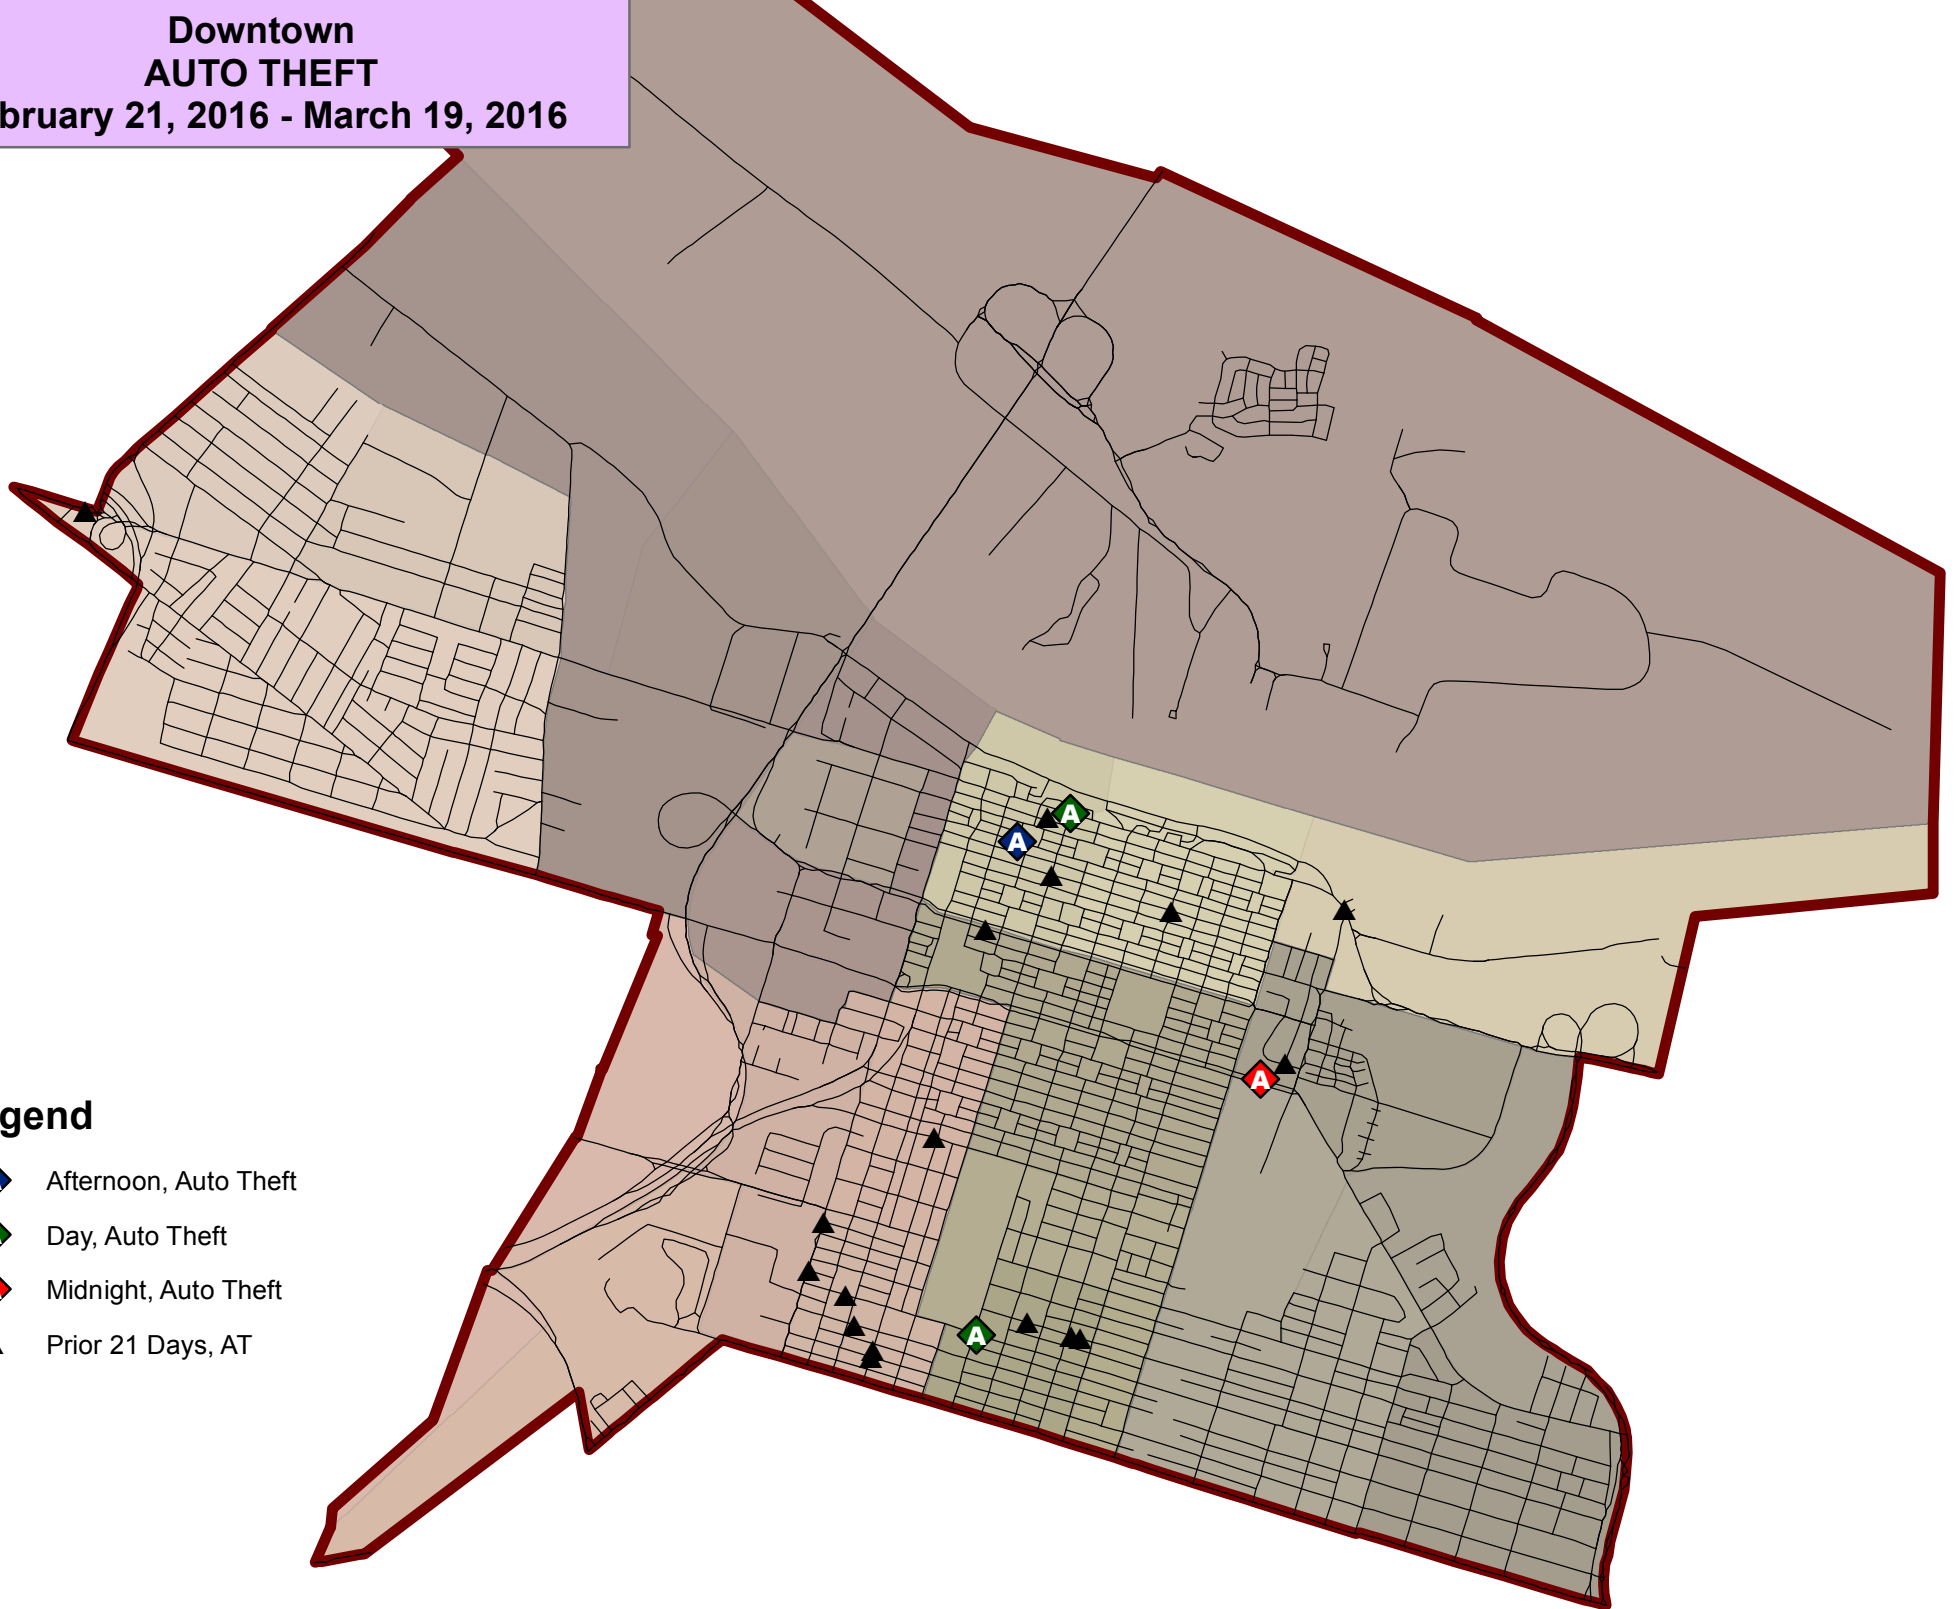 Downtown
AUTO THEFT
bruary 21, 2016 - March 19, 2016
A
A
A
A
gend
Afternoon, Auto Theft
Day, Auto Theft
Midnight, Auto Theft
Prior 21 Days, AT